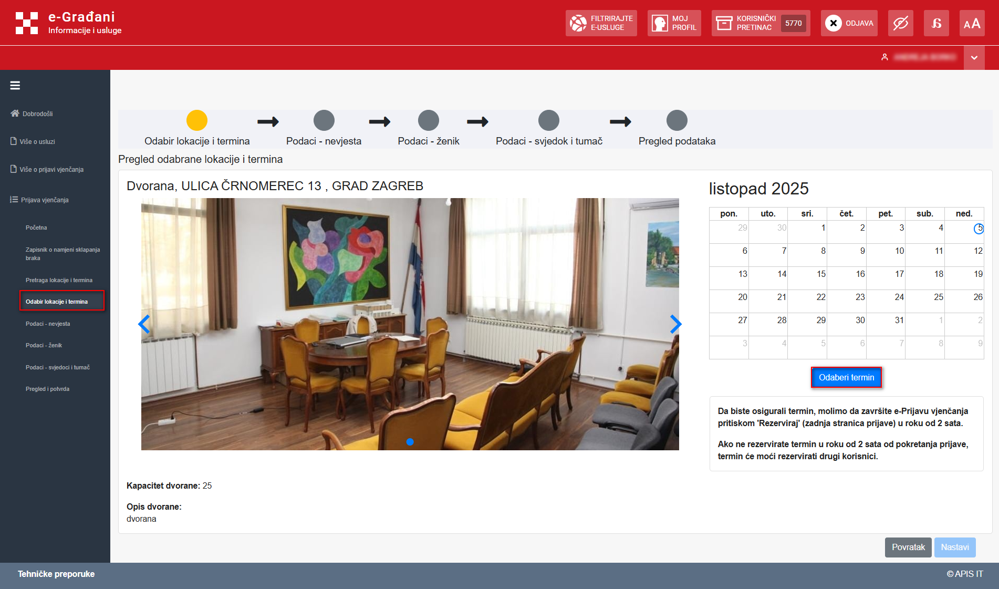 e-Građani
Informacije i usluge
FILTRIRAJTE
E-USLUGE
MOJ
PROFIL
KORISNIČKI
PRETINAC
5770
ODJAVA
AA
Dobrodošli
Više o usluzi
Više o prijavi vjenčanja
Prijava vjenčanja
Početna
Zapisnik o namjeni sklapanja
braka
Pretraga lokacije i termina
Odabir lokacije i termina
Podaci - nevjesta
Podaci - ženik
Podaci - svjedoci i tumač
Pregled i potvrda
Odabir lokacije i termina
Podaci - nevjesta
Podaci - ženik
Podaci - svjedok i tumač
Pregled podataka
Pregled odabrane lokacije i termina
Dvorana, ULICA ČRNOMEREC 13 , GRAD ZAGREB
Kapacitet dvorane: 25
Opis dvorane:
dvorana
listopad 2025
pon. uto. sri. čet. pet. sub. ned.
29 30 1 2 3 4 5
6 7 8 9 10 11 12
13 14 15 16 17 18 19
20 21 22 23 24 25 26
27 28 29 30 31 1 2
3 4 5 6 7 8 9
Odaberi termin
Da biste osigurali termin, molimo da završite e-Prijavu vjenčanja
pritiskom 'Rezerviraj' (zadnja stranica prijave) u roku od 2 sata.
Ako ne rezervirate termin u roku od 2 sata od pokretanja prijave,
termin će moći rezervirati drugi korisnici.
Povratak
Nastavi
Tehničke preporuke
© APIS IT